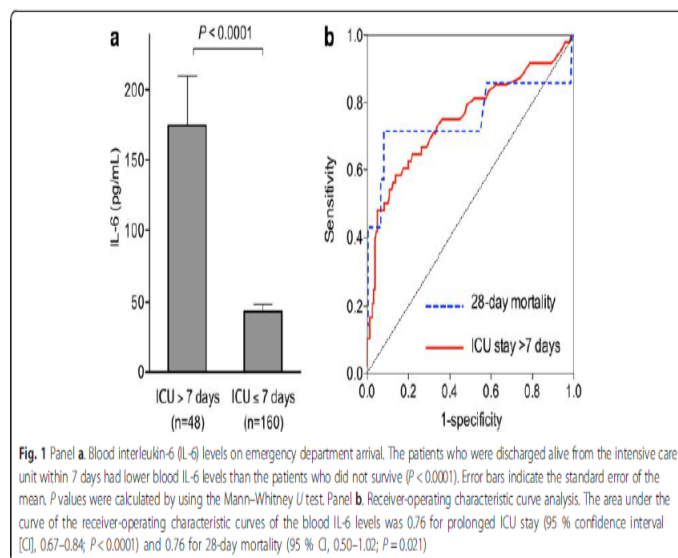 a
P < 0.0001
IL-6 (pg/mL)
200
150
100
50
0
ICU > 7 days
(n=48)
ICU ≤ 7 days
(n=160)
b
Sensitivity
1.0
0.8
0.6
0.4
0.2
0.0
28-day mortality
ICU stay >7 days
0.0 0.2 0.4 0.6 0.8 1.0
1-specificity
Fig. 1 Panel a. Blood interleukin-6 (IL-6) levels on emergency department arrival. The patients who were discharged alive from the intensive care
unit within 7 days had lower blood IL-6 levels than the patients who did not survive (P < 0.0001). Error bars indicate the standard error of the
mean. P values were calculated by using the Mann–Whitney U test. Panel b. Receiver-operating characteristic curve analysis. The area under the
curve of the receiver-operating characteristic curves of the blood IL-6 levels was 0.76 for prolonged ICU stay (95 % confidence interval
[CI], 0.67–0.84; P < 0.0001) and 0.76 for 28-day mortality (95 % CI, 0.50–1.02; P = 0.021)